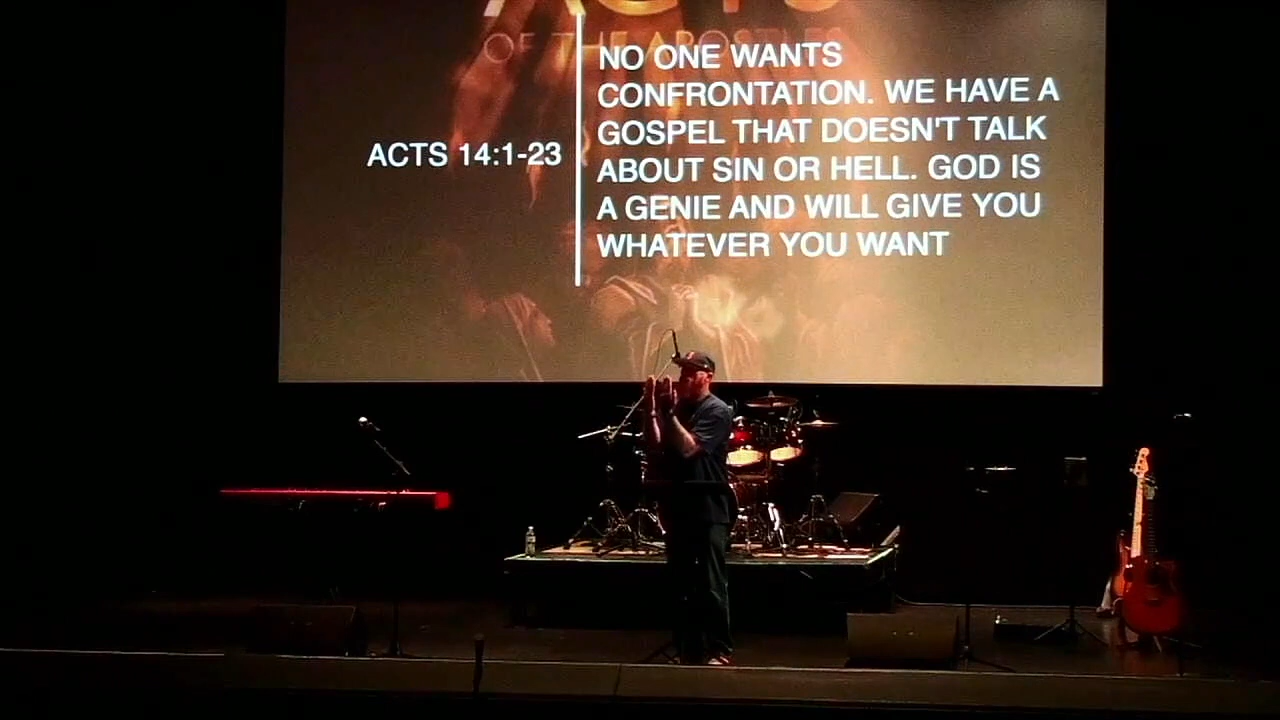 ACTS
OF THE APOSTLES
NO ONE WANTS
CONFRONTATION. WE HAVE A
GOSPEL THAT DOESN'T TALK
ABOUT SIN OR HELL. GOD IS
A GENIE AND WILL GIVE YOU
WHATEVER YOU WANT
ACTS 14:1-23